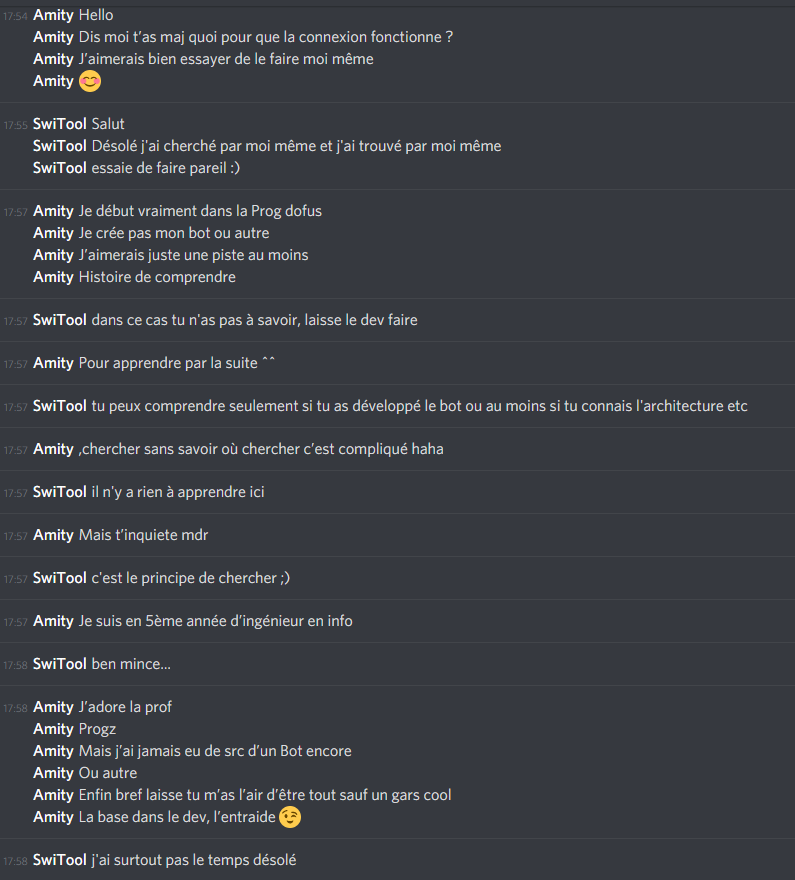 17:54 Amity Hello
Amity Dis moi t’as maj quoi pour que la connexion fonctionne ?
Amity J’aimerais bien essayer de le faire moi même
Amity 😊
17:55 SwiTool Salut
SwiTool Désolé j'ai cherché par moi même et j'ai trouvé par moi même
SwiTool essaie de faire pareil :)
17:57 Amity Je début vraiment dans la Prog dofus
Amity Je crée pas mon bot ou autre
Amity J’aimerais juste une piste au moins
Amity Histoire de comprendre
17:57 SwiTool dans ce cas tu n'as pas à savoir, laisse le dev faire
17:57 Amity Pour apprendre par la suite ^^
17:57 SwiTool tu peux comprendre seulement si tu as développé le bot ou au moins si tu connais l'architecture etc
17:57 Amity ,chercher sans savoir où chercher c’est compliqué haha
17:57 SwiTool il n'y a rien à apprendre ici
17:57 Amity Mais t’inquiete mdr
17:57 SwiTool c'est le principe de chercher ;)
17:57 Amity Je suis en 5ème année d’ingénieur en info
17:58 SwiTool ben mince...
17:58 Amity J’adore la prof
Amity Progz
Amity Mais j’ai jamais eu de src d’un Bot encore
Amity Ou autre
Amity Enfin bref laisse tu m’as l’air d’être tout sauf un gars cool
Amity La base dans le dev, l’entraide 😉
17:58 SwiTool j'ai surtout pas le temps désolé